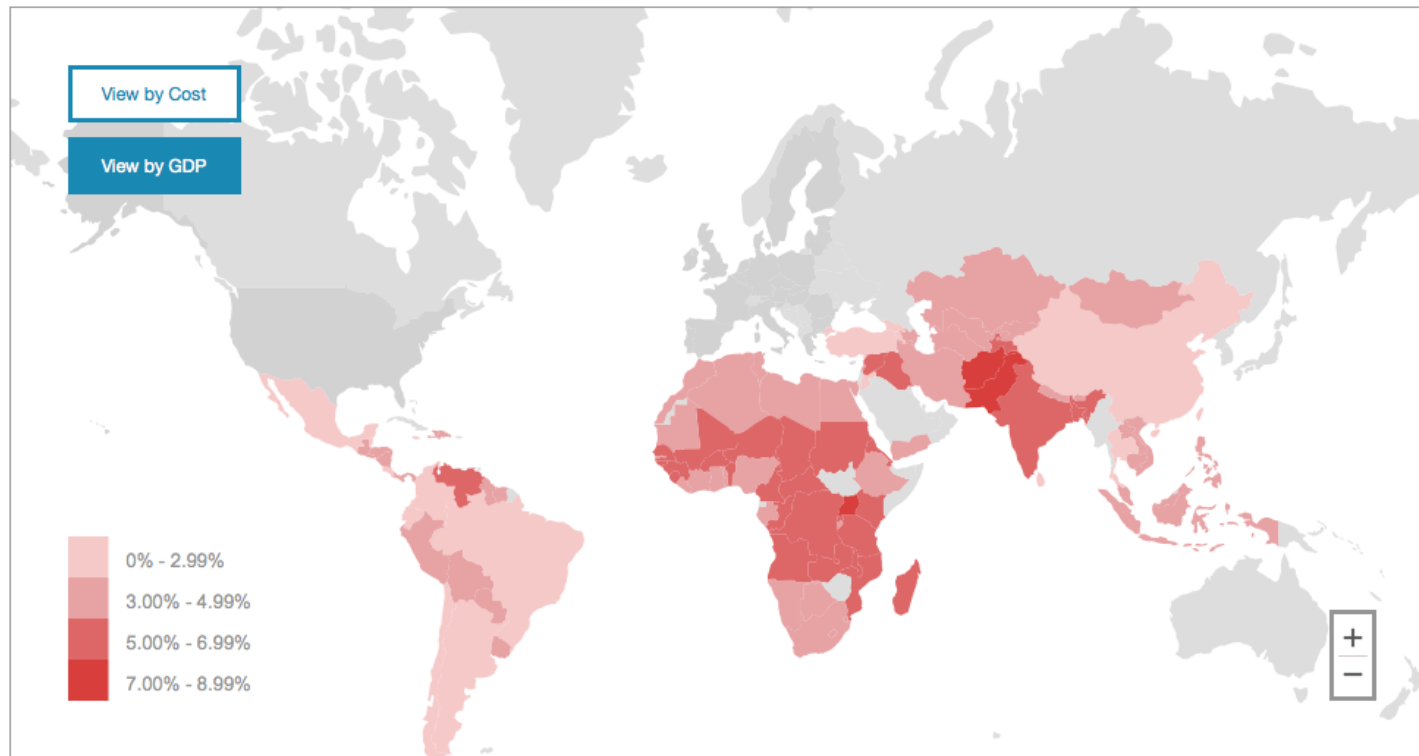 View by Cost
View by GDP
0% - 2.99%
3.00% - 4.99%
5.00% - 6.99%
7.00% - 8.99%
+
−